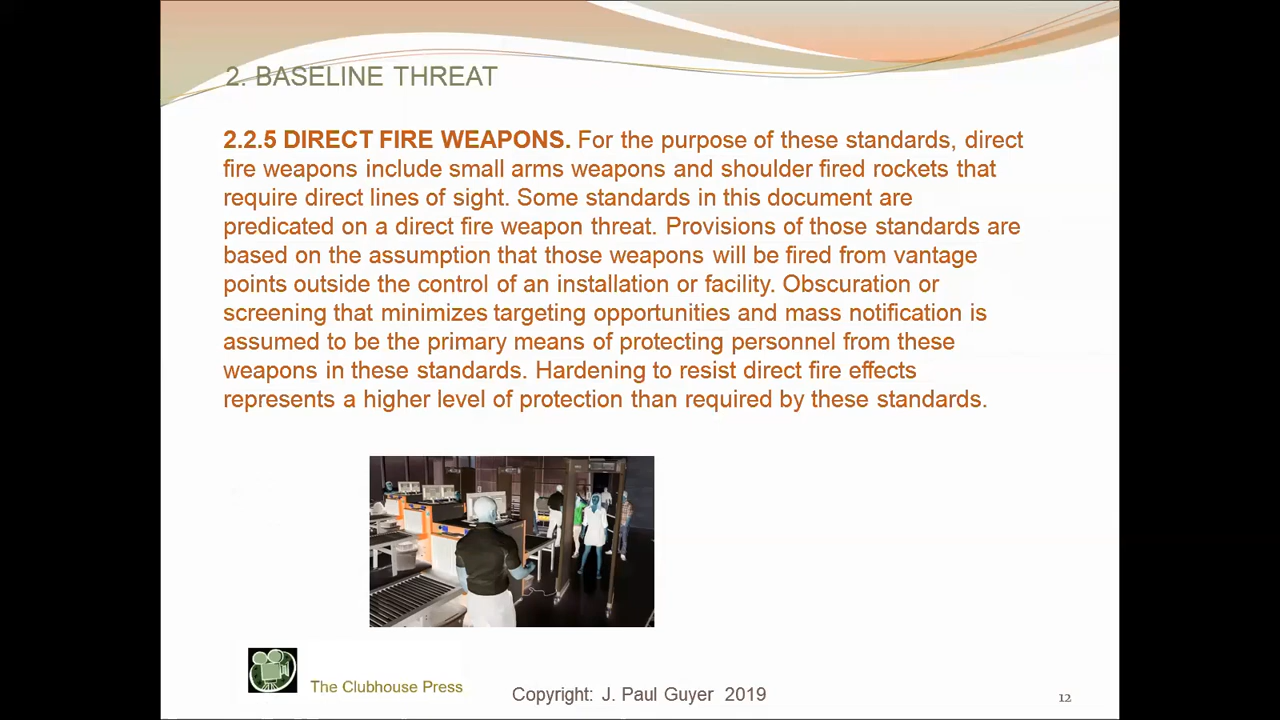 2. BASELINE THREAT
2.2.5 DIRECT FIRE WEAPONS. For the purpose of these standards, direct
fire weapons include small arms weapons and shoulder fired rockets that
require direct lines of sight. Some standards in this document are
predicated on a direct fire weapon threat. Provisions of those standards are
based on the assumption that those weapons will be fired from vantage
points outside the control of an installation or facility. Obscuration or
screening that minimizes targeting opportunities and mass notification is
assumed to be the primary means of protecting personnel from these
weapons in these standards. Hardening to resist direct fire effects
represents a higher level of protection than required by these standards.
The Clubhouse Press
Copyright: J. Paul Guyer 2019
12